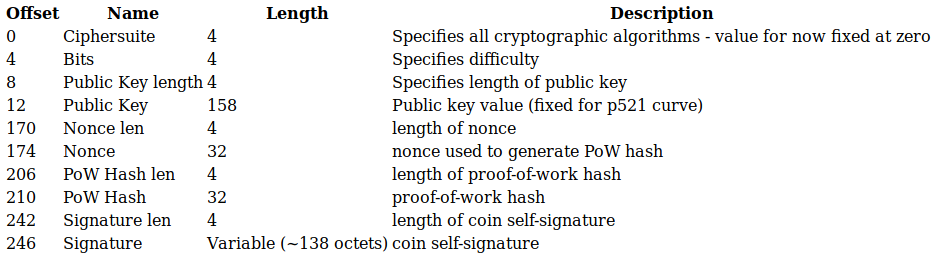 Offset Name Length Description
0 Ciphersuite 4 Specifies all cryptographic algorithms - value for now fixed at zero
4 Bits 4 Specifies difficulty
8 Public Key length 4 Specifies length of public key
12 Public Key 158 Public key value (fixed for p521 curve)
170 Nonce len 4 length of nonce
174 Nonce 32 nonce used to generate PoW hash
206 PoW Hash len 4 length of proof-of-work hash
210 PoW Hash 32 proof-of-work hash
242 Signature len 4 length of coin self-signature
246 Signature Variable (~138 octets) coin self-signature